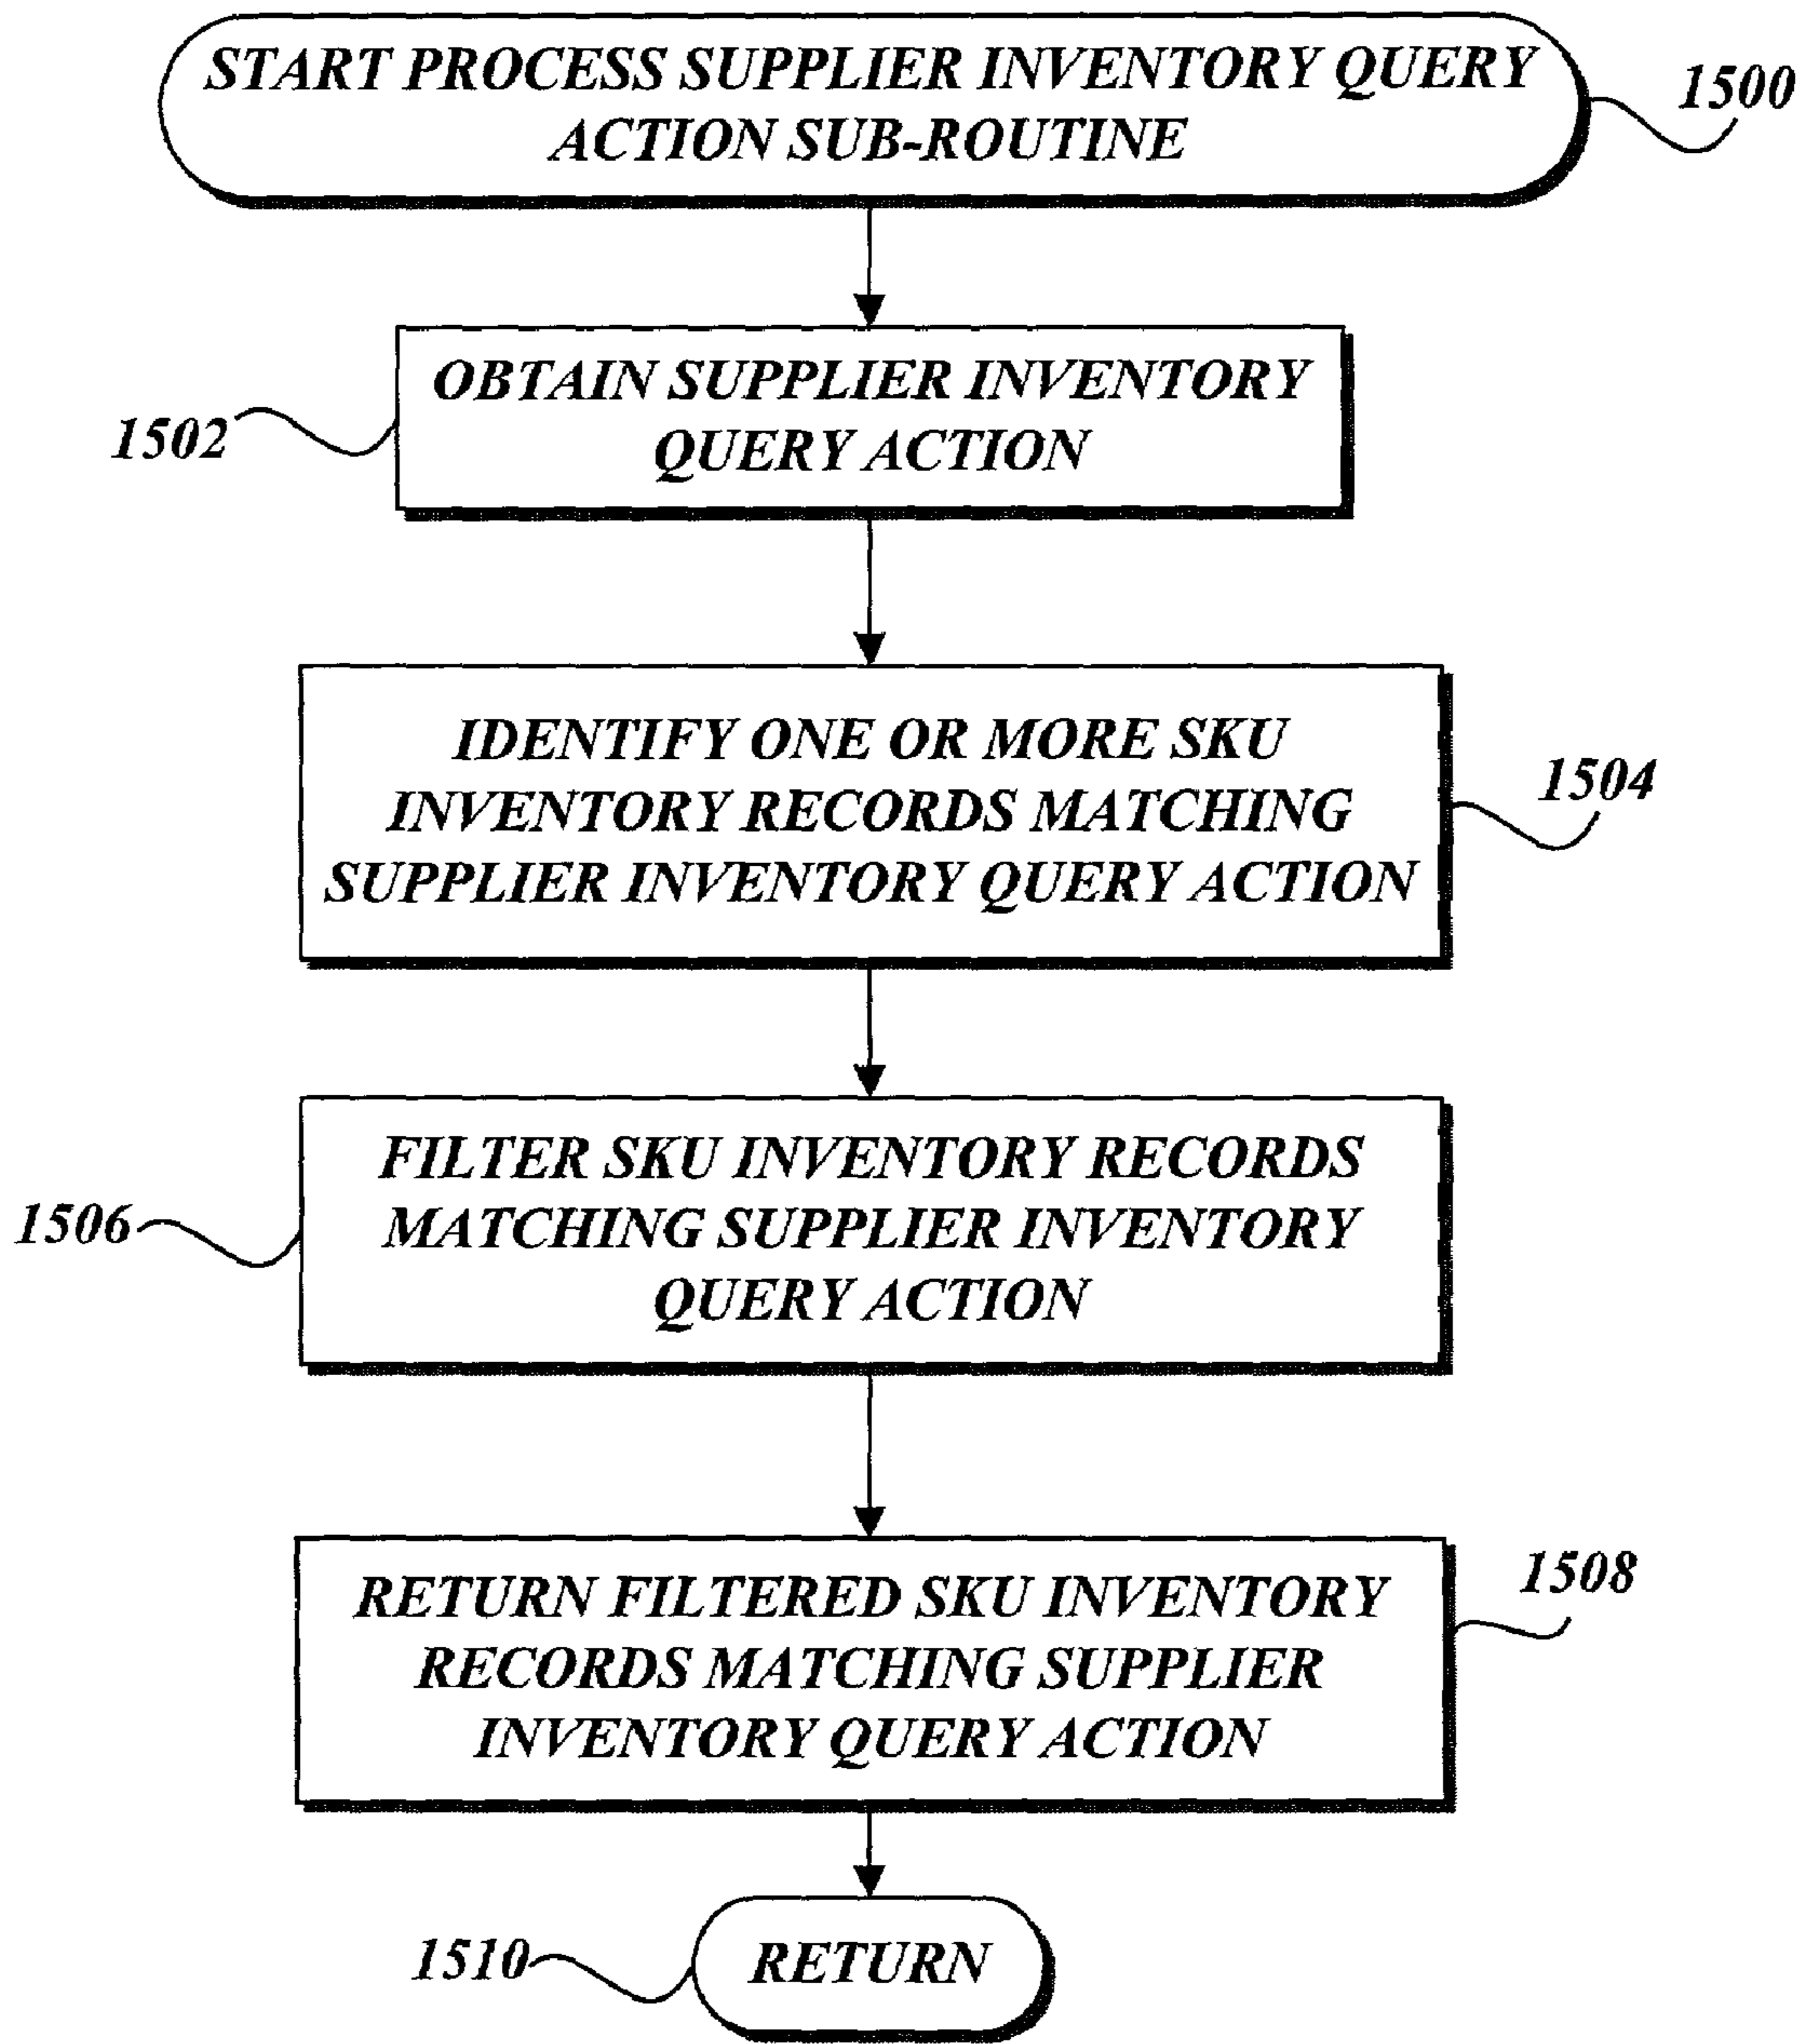 START PROCESS SUPPLIER INVENTORY QUERY
ACTION SUB-ROUTINE
1500
OBTAIN SUPPLIER INVENTORY
QUERY ACTION
1502
IDENTIFY ONE OR MORE SKU
INVENTORY RECORDS MATCHING
SUPPLIER INVENTORY QUERY ACTION
1504
FILTER SKU INVENTORY RECORDS
MATCHING SUPPLIER INVENTORY
QUERY ACTION
1506
RETURN FILTERED SKU INVENTORY
RECORDS MATCHING SUPPLIER
INVENTORY QUERY ACTION
1508
RETURN
1510